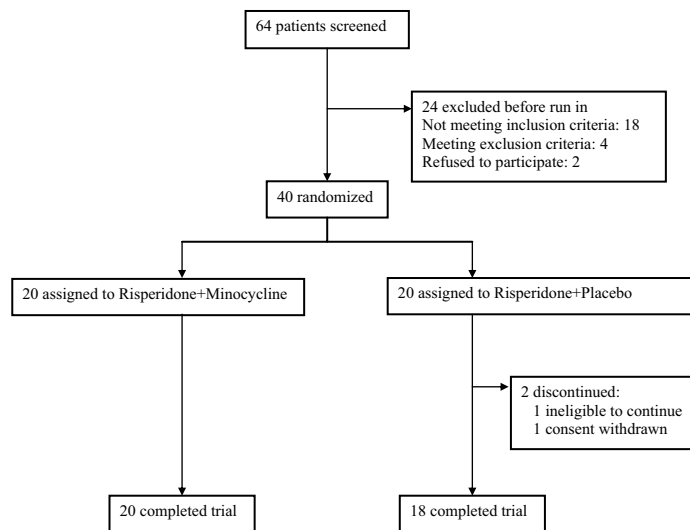 64 patients screened
24 excluded before run in
Not meeting inclusion criteria: 18
Meeting exclusion criteria: 4
Refused to participate: 2
40 randomized
20 assigned to Risperidone+Minocycline
20 assigned to Risperidone+Placebo
2 discontinued:
1 ineligible to continue
1 consent withdrawn
20 completed trial
18 completed trial